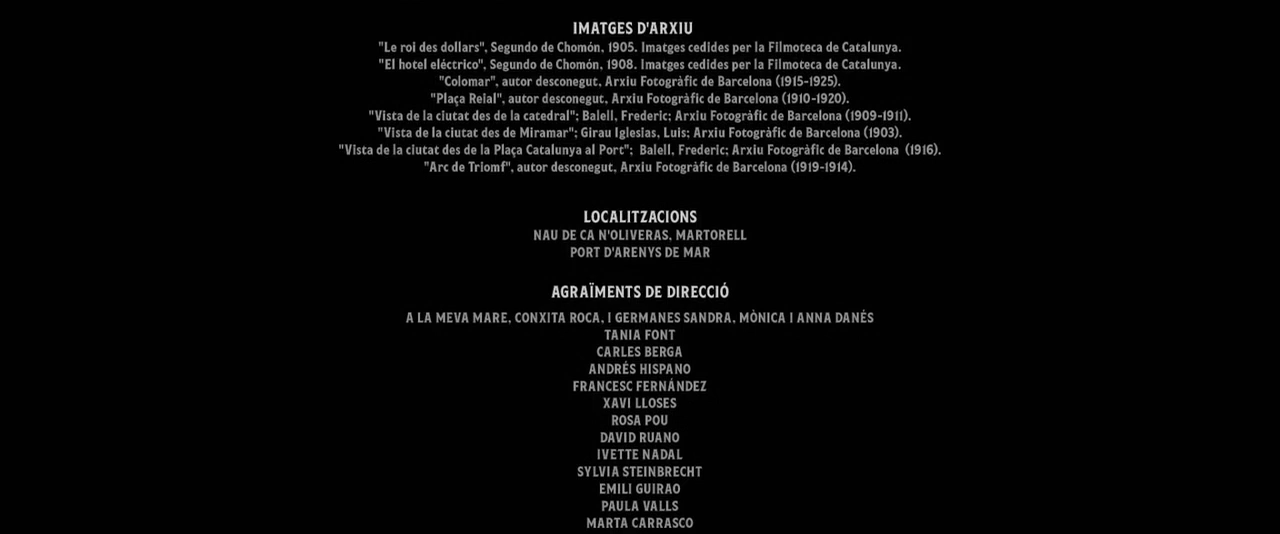 IMATGES D'ARXIU
"Le roi des dollars", Segundo de Chomón, 1905. Imatges cedides per la Filmoteca de Catalunya.
"El hotel eléctrico", Segundo de Chomón, 1908. Imatges cedides per la Filmoteca de Catalunya.
"Colomar", autor desconegut, Arxiu Fotogràfic de Barcelona (1915-1925).
"Plaça Reial", autor desconegut, Arxiu Fotogràfic de Barcelona (1910-1920).
"Vista de la ciutat des de la catedral"; Balell, Frederic; Arxiu Fotogràfic de Barcelona (1909-1911).
"Vista de la ciutat des de Miramar"; Girau Iglesias, Luis; Arxiu Fotogràfic de Barcelona (1903).
"Vista de la ciutat des de la Plaça Catalunya al Port"; Balell, Frederic; Arxiu Fotogràfic de Barcelona (1916).
"Arc de Triomf", autor desconegut, Arxiu Fotogràfic de Barcelona (1919-1914).
LOCALITZACIONS
NAU DE CA N'OLIVERAS, MARTORELL
PORT D'ARENYS DE MAR
AGRAÏMENTS DE DIRECCIÓ
A LA MEVA MARE, CONXITA ROCA, I GERMANES SANDRA, MÒNICA I ANNA DANÉS
TANIA FONT
CARLES BERGA
ANDRÉS HISPANO
FRANCESC FERNÁNDEZ
XAVI LLOSES
ROSA POU
DAVID RUANO
IVETTE NADAL
SYLVIA STEINBRECHT
EMILI GUIRAO
PAULA VALLS
MARTA CARRASCO